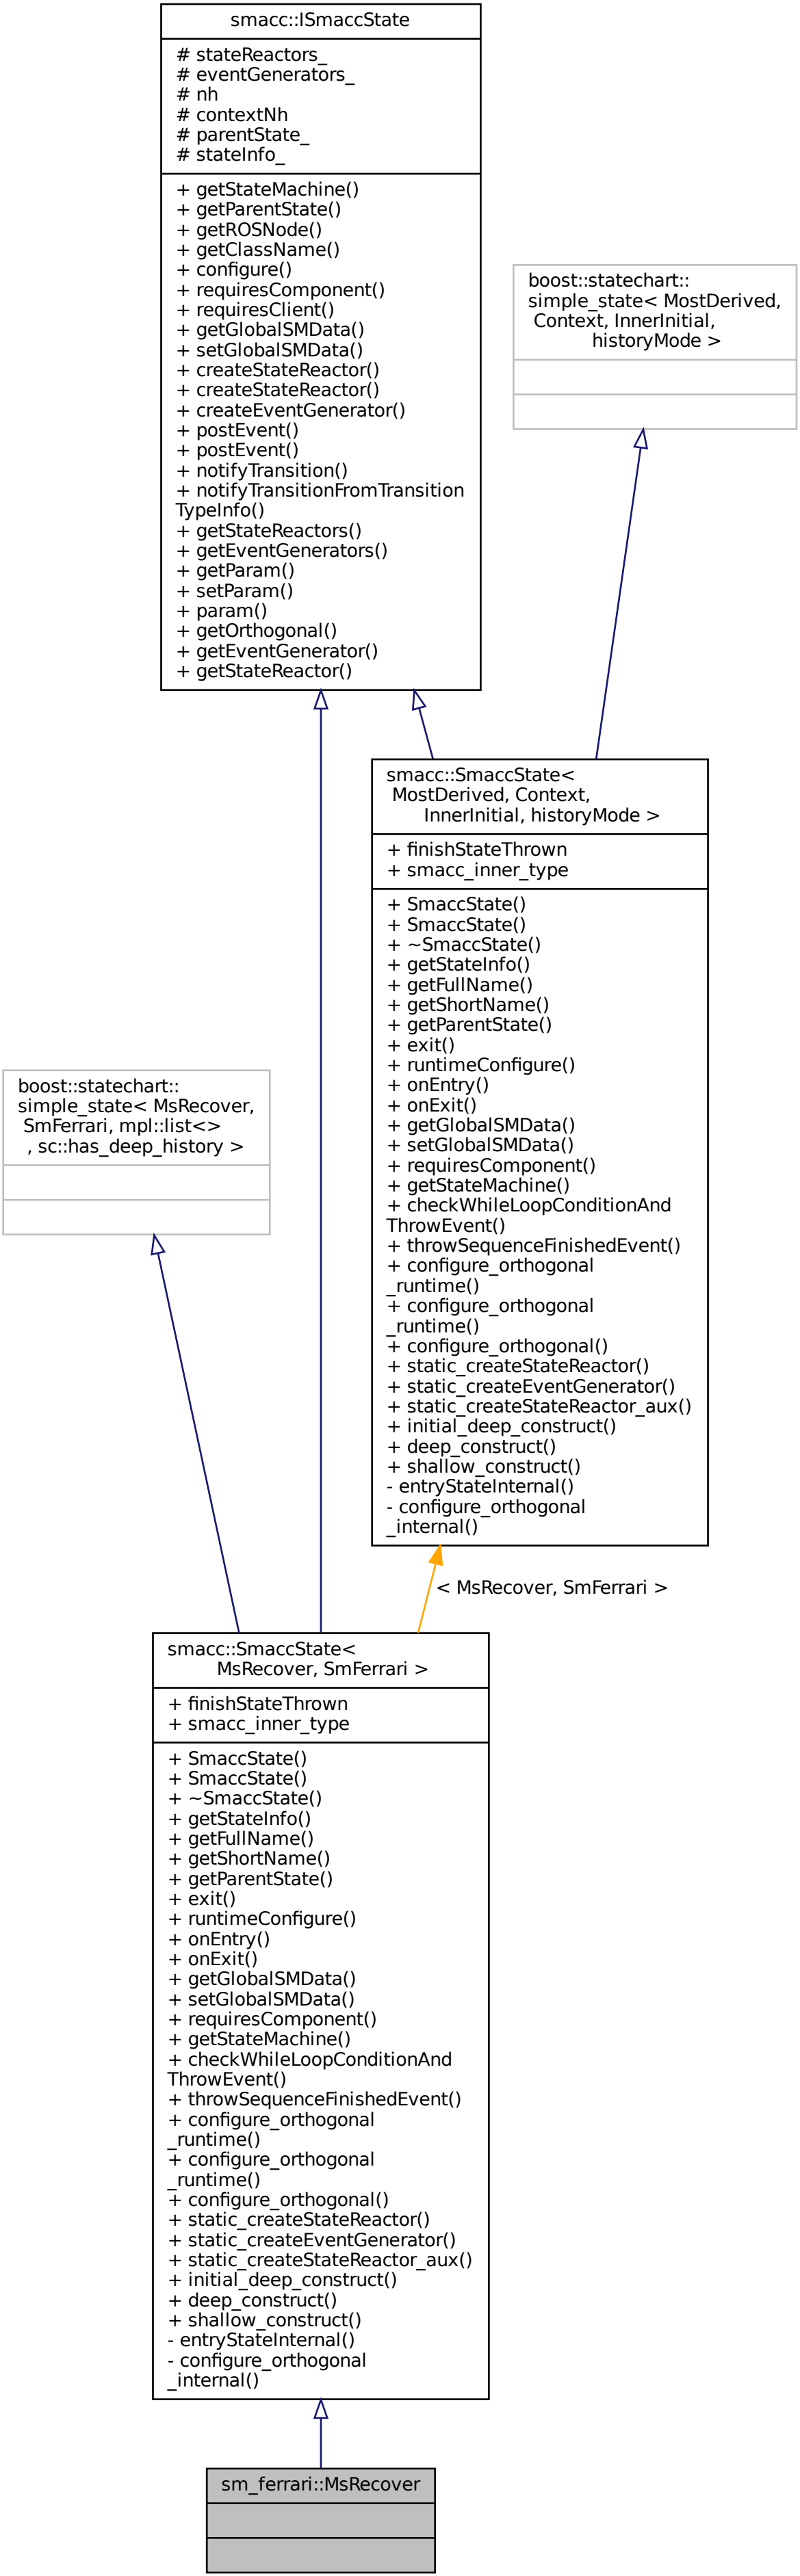 smacc::ISmaccState
# stateReactors_
# eventGenerators_
# nh
# contextNh
# parentState_
# stateInfo_
+ getStateMachine()
+ getParentState()
+ getROSNode()
+ getClassName()
+ configure()
+ requiresComponent()
+ requiresClient()
+ getGlobalSMData()
+ setGlobalSMData()
+ createStateReactor()
+ createStateReactor()
+ createEventGenerator()
+ postEvent()
+ postEvent()
+ notifyTransition()
+ notifyTransitionFromTransition
TypeInfo()
+ getStateReactors()
+ getEventGenerators()
+ getParam()
+ setParam()
+ param()
+ getOrthogonal()
+ getEventGenerator()
+ getStateReactor()
boost::statechart::
simple_state< MostDerived,
Context, InnerInitial,
historyMode >
smacc::SmaccState<
MostDerived, Context,
InnerInitial, historyMode >
+ finishStateThrown
+ smacc_inner_type
+ SmaccState()
+ SmaccState()
+ ~SmaccState()
+ getStateInfo()
+ getFullName()
+ getShortName()
+ getParentState()
+ exit()
+ runtimeConfigure()
+ onEntry()
+ onExit()
+ getGlobalSMData()
+ setGlobalSMData()
+ requiresComponent()
+ getStateMachine()
+ checkWhileLoopConditionAnd
ThrowEvent()
+ throwSequenceFinishedEvent()
+ configure_orthogonal
_runtime()
+ configure_orthogonal
_runtime()
+ configure_orthogonal()
+ static_createStateReactor()
+ static_createEventGenerator()
+ static_createStateReactor_aux()
+ initial_deep_construct()
+ deep_construct()
+ shallow_construct()
- entryStateInternal()
- configure_orthogonal
_internal()
boost::statechart::
simple_state< MsRecover,
SmFerrari, mpl::list<>
, sc::has_deep_history >
< MsRecover, SmFerrari >
smacc::SmaccState<
MsRecover, SmFerrari >
+ finishStateThrown
+ smacc_inner_type
+ SmaccState()
+ SmaccState()
+ ~SmaccState()
+ getStateInfo()
+ getFullName()
+ getShortName()
+ getParentState()
+ exit()
+ runtimeConfigure()
+ onEntry()
+ onExit()
+ getGlobalSMData()
+ setGlobalSMData()
+ requiresComponent()
+ getStateMachine()
+ checkWhileLoopConditionAnd
ThrowEvent()
+ throwSequenceFinishedEvent()
+ configure_orthogonal
_runtime()
+ configure_orthogonal
_runtime()
+ configure_orthogonal()
+ static_createStateReactor()
+ static_createEventGenerator()
+ static_createStateReactor_aux()
+ initial_deep_construct()
+ deep_construct()
+ shallow_construct()
- entryStateInternal()
- configure_orthogonal
_internal()
sm_ferrari::MsRecover